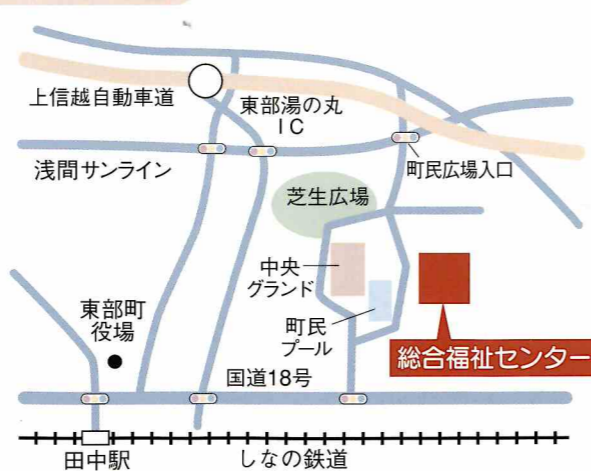 上信越自動車道
東部湯の丸
IC
浅間サンライン
町民広場入口
芝生広場
中央
グランド
東部町
役場
町民
プール
総合福祉センター
国道18号
田中駅
しなの鉄道